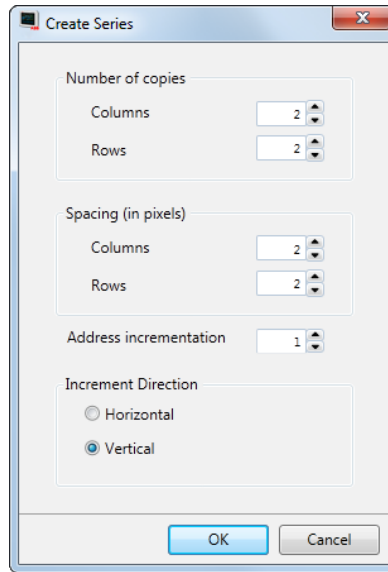 Create Series
Number of copies
Columns 2
Rows 2
Spacing (in pixels)
Columns 2
Rows 2
Address incrementation 1
Increment Direction
Horizontal
Vertical
OK Cancel